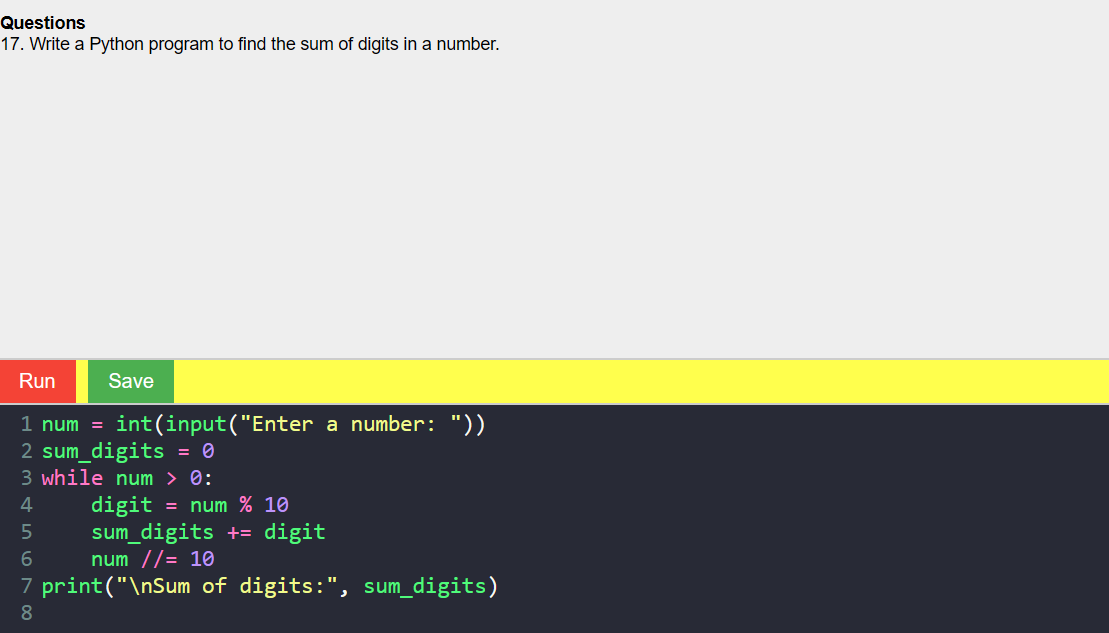 Questions
17. Write a Python program to find the sum of digits in a number.
Run Save
1 num = int(input("Enter a number: "))
2 sum_digits = 0
3 while num > 0:
4     digit = num % 10
5     sum_digits += digit
6     num //= 10
7 print("\nSum of digits:", sum_digits)
8